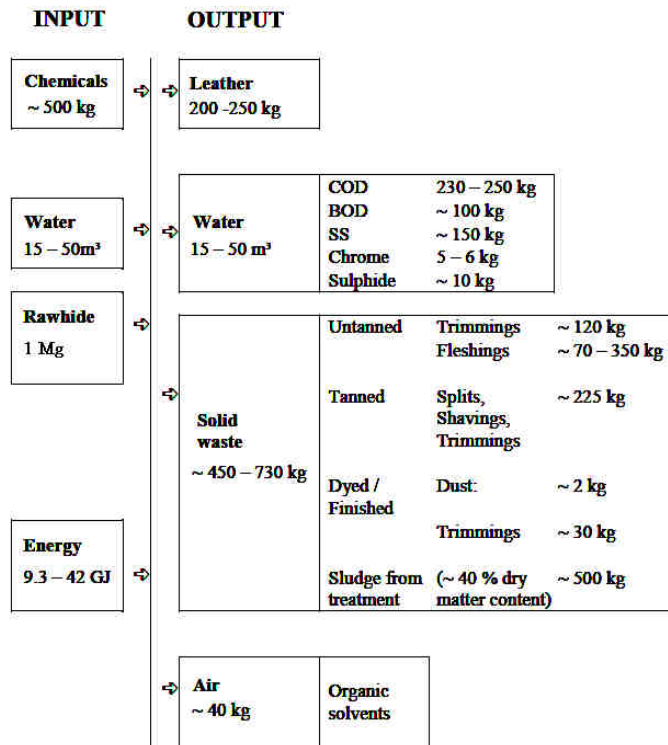 INPUT OUTPUT
Chemicals
~ 500 kg
Leather
200 -250 kg
Water
15 – 50m³
Water
15 – 50 m³
COD 230 – 250 kg
BOD ~ 100 kg
SS ~ 150 kg
Chrome 5 – 6 kg
Sulphide ~ 10 kg
Rawhide
1 Mg
Solid
waste
~ 450 – 730 kg
Untanned Trimmings ~ 120 kg
Fleshings ~ 70 – 350 kg
Tanned Splits, ~ 225 kg
Shavings,
Trimmings
Dyed / Dust: ~ 2 kg
Finished
Trimmings ~ 30 kg
Sludge from (~ 40 % dry ~ 500 kg
treatment matter content)
Energy
9.3 – 42 GJ
Air
~ 40 kg
Organic
solvents